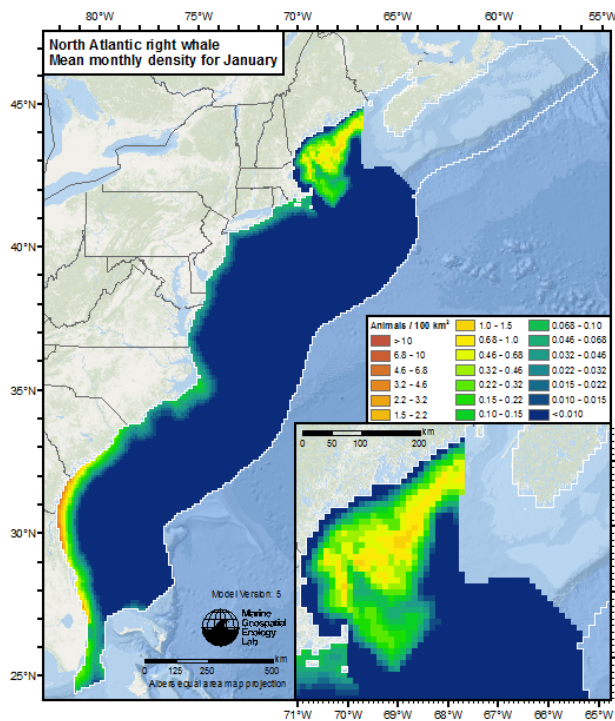 80°W 75°W 70°W 65°W 60°W 55°W
North Atlantic right whale
Mean monthly density for January
45°N
40°N
35°N
30°N
25°N
Animals / 100 km²
>10
6.8 - 10
4.6 - 6.8
3.2 - 4.6
2.2 - 3.2
1.5 - 2.2
1.0 - 1.5
0.68 - 1.0
0.46 - 0.68
0.32 - 0.46
0.22 - 0.32
0.15 - 0.22
0.10 - 0.15
0.068 - 0.10
0.046 - 0.068
0.032 - 0.046
0.022 - 0.032
0.015 - 0.022
0.010 - 0.015
<0.010
0 50 100 200
km
Model Version: 5
Marine
Geospatial
Ecology
Lab
km
0 125 250 500
Albers equal area map projection
71°W 70°W 69°W 68°W 67°W 66°W 65°W